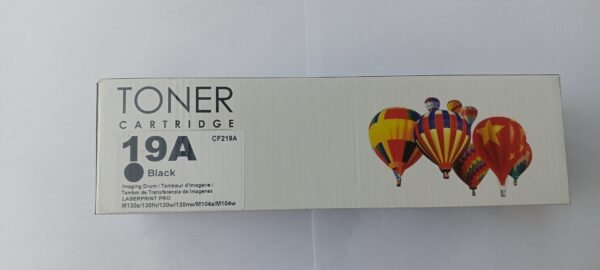 TONER
CARTRIDGE
CF219A
19A
Black
Imaging Drum / Tambour d'Imagerie /
Tambor de Transferencia de Imagenes
LASERPRINT PRO
M130a/130fn/130w/130nw/M104a/M104w